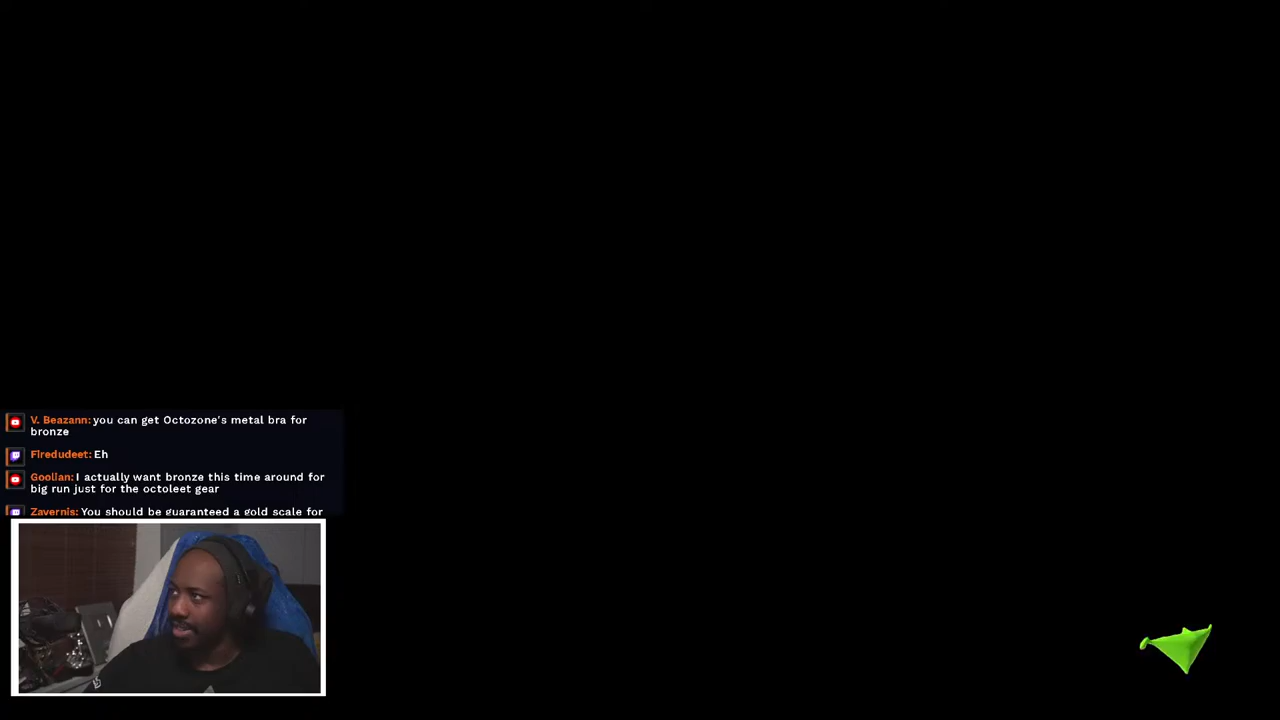 V. Beazann: you can get Octozone's metal bra for
bronze
Firedudeet: Eh
Goolian: I actually want bronze this time around for
big run just for the octoleet gear
Zavernis: You should be guaranteed a gold scale for